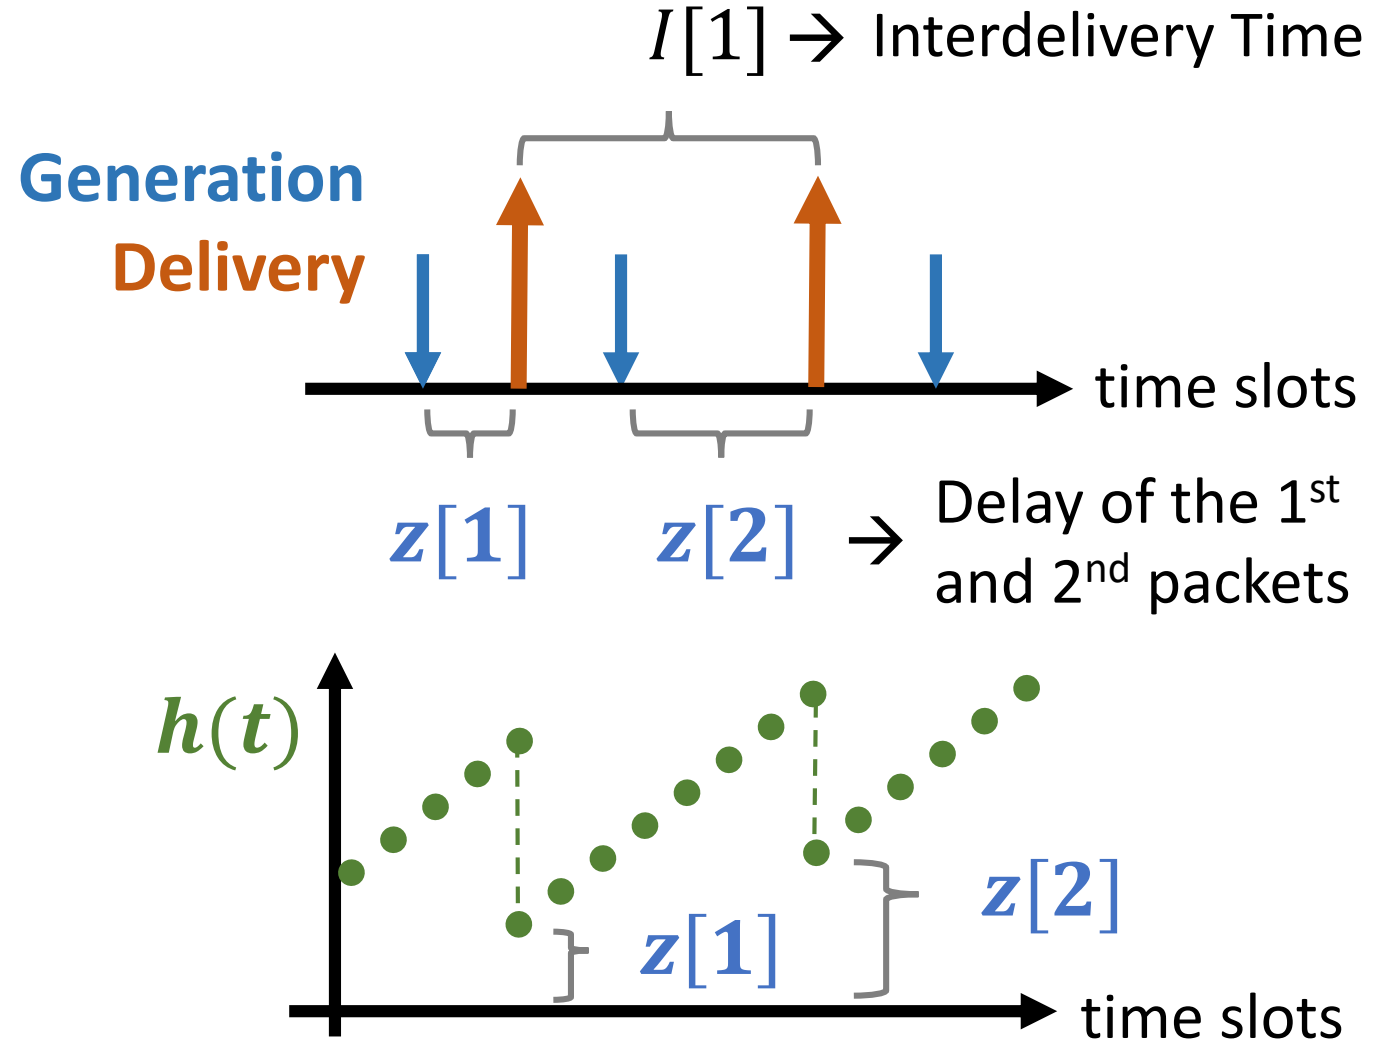 I[1] → Interdelivery Time
Generation
Delivery
time slots
z[1] z[2] → Delay of the 1st
and 2nd packets
h(t)
z[2]
z[1]
time slots